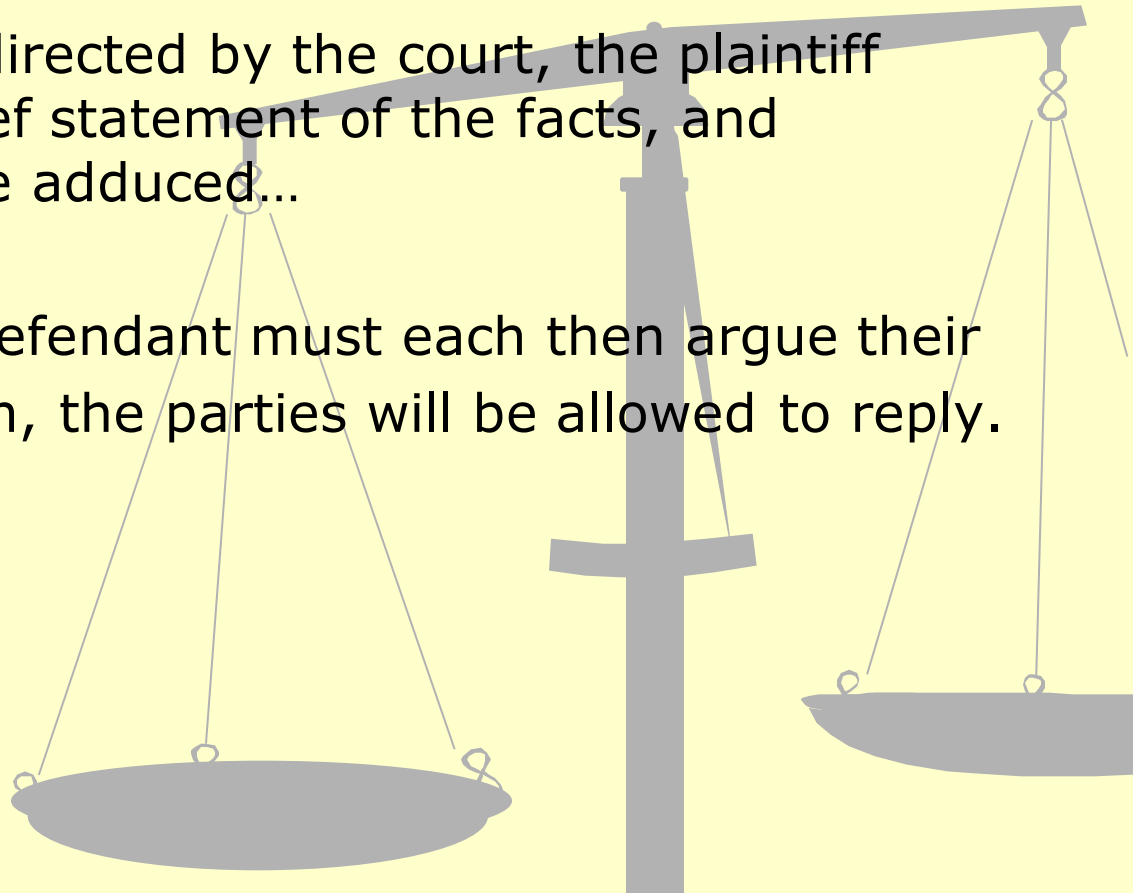 directed by the court, the plaintiff
ef statement of the facts, and
e adduced…
efendant must each then argue their
n, the parties will be allowed to reply.